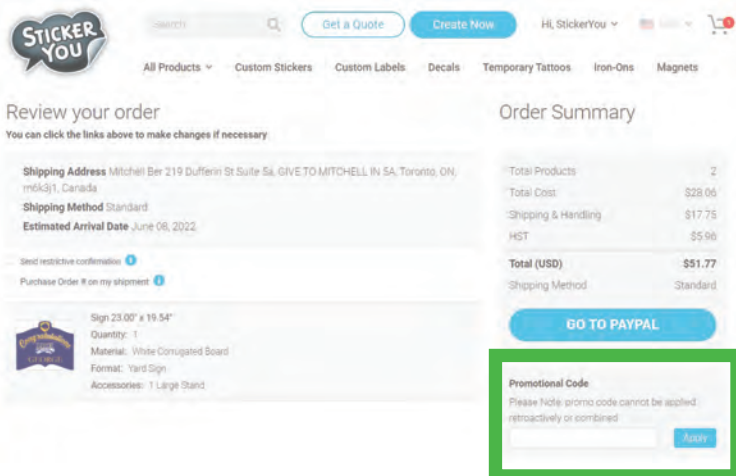 STICKER
YOU
Search
Get a Quote
Create Now
Hi, StickerYou
1
All Products
Custom Stickers
Custom Labels
Decals
Temporary Tattoos
Iron-Ons
Magnets
Review your order
You can click the links above to make changes if necessary
Shipping Address Mitchell Ber 219 Dufferin St Suite 5a, GIVE TO MITCHELL IN 5A, Toronto, ON,
m6k3j1, Canada
Shipping Method Standard
Estimated Arrival Date June 08, 2022
Send restrictive confirmation
Purchase Order # on my shipment
Congratulations
GEORGE
Sign 23.00" x 19.54"
Quantity: 1
Material: White Corrugated Board
Format: Yard Sign
Accessories: 1 Large Stand
Order Summary
Total Products 2
Total Cost $28.06
Shipping & Handling $17.75
HST $5.96
Total (USD) $51.77
Shipping Method Standard
GO TO PAYPAL
Promotional Code
Please Note: promo code cannot be applied
retroactively or combined
Apply